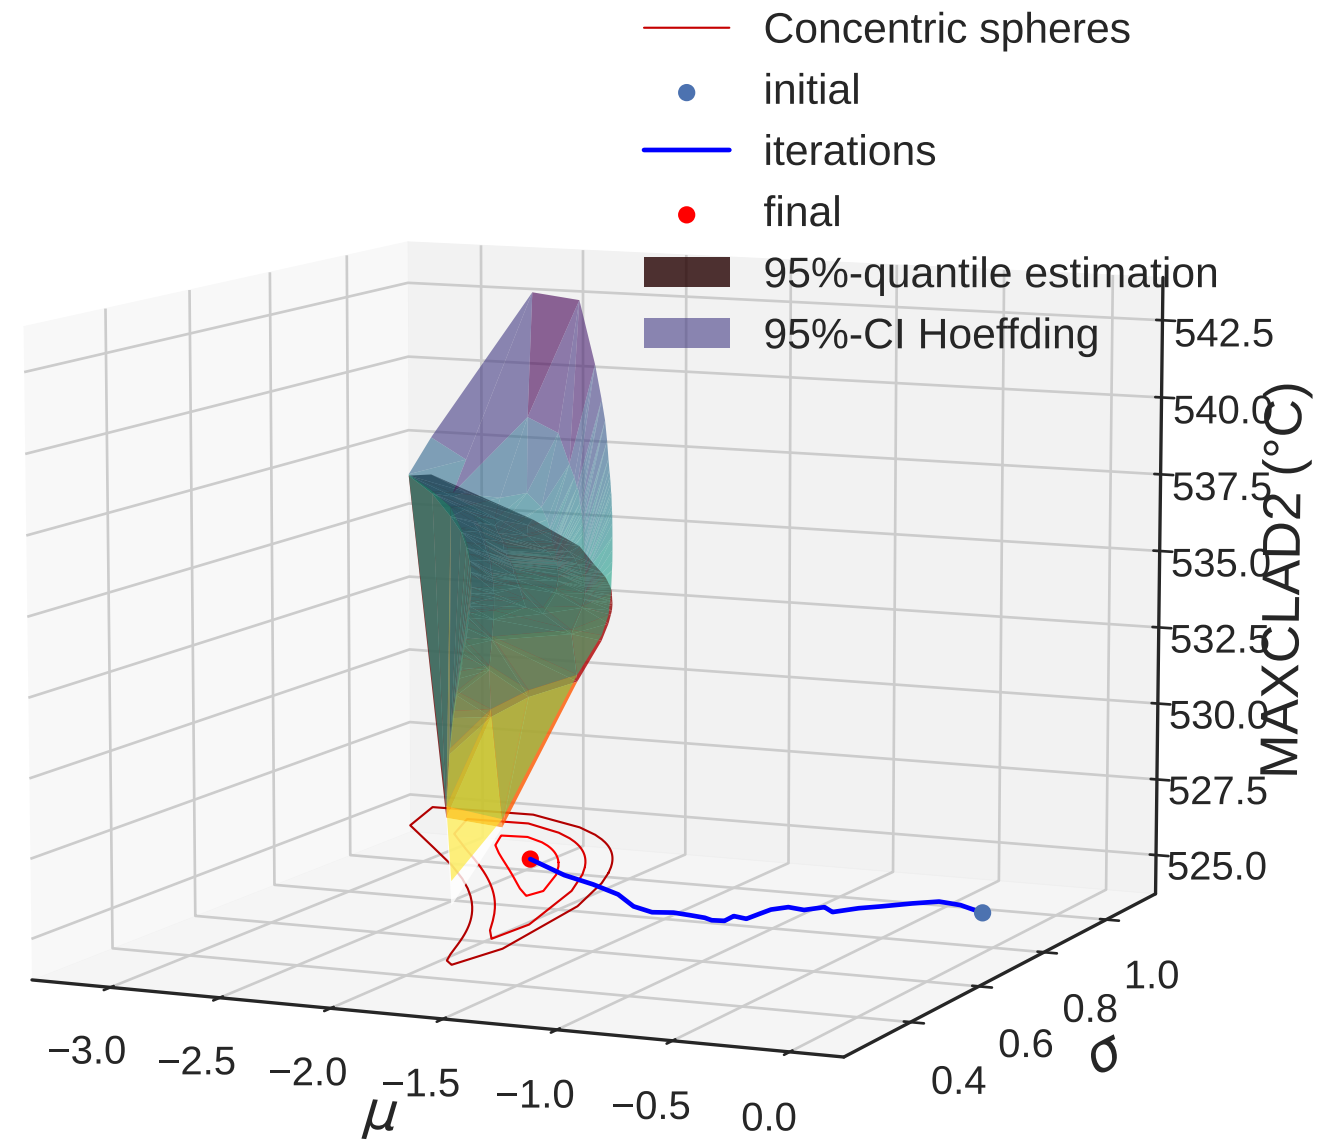 Concentric spheres
initial
iterations
final
95%-quantile estimation
95%-CI Hoeffding
542.5
540.0
537.5
535.0
532.5
530.0
527.5
525.0
MAXCLAD2 (°C)
1.0
0.8
0.6
0.4
σ
−3.0
−2.5
−2.0
−1.5
−1.0
−0.5
0.0
μ